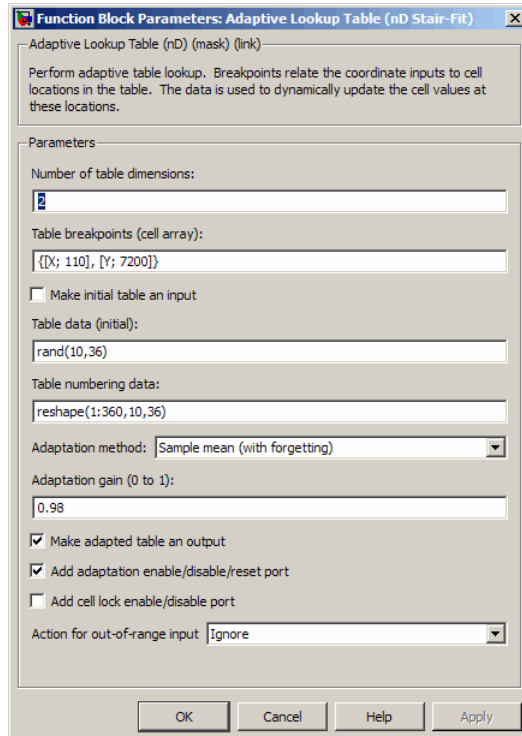 Function Block Parameters: Adaptive Lookup Table (nD Stair-Fit)
Adaptive Lookup Table (nD) (mask) (link)
Perform adaptive table lookup. Breakpoints relate the coordinate inputs to cell
locations in the table. The data is used to dynamically update the cell values at
these locations.
Parameters
Number of table dimensions:
2
Table breakpoints (cell array):
{[X; 110], [Y; 7200]}
Make initial table an input
Table data (initial):
rand(10,36)
Table numbering data:
reshape(1:360,10,36)
Adaptation method: Sample mean (with forgetting)
Adaptation gain (0 to 1):
0.98
Make adapted table an output
Add adaptation enable/disable/reset port
Add cell lock enable/disable port
Action for out-of-range input Ignore
OK Cancel Help Apply